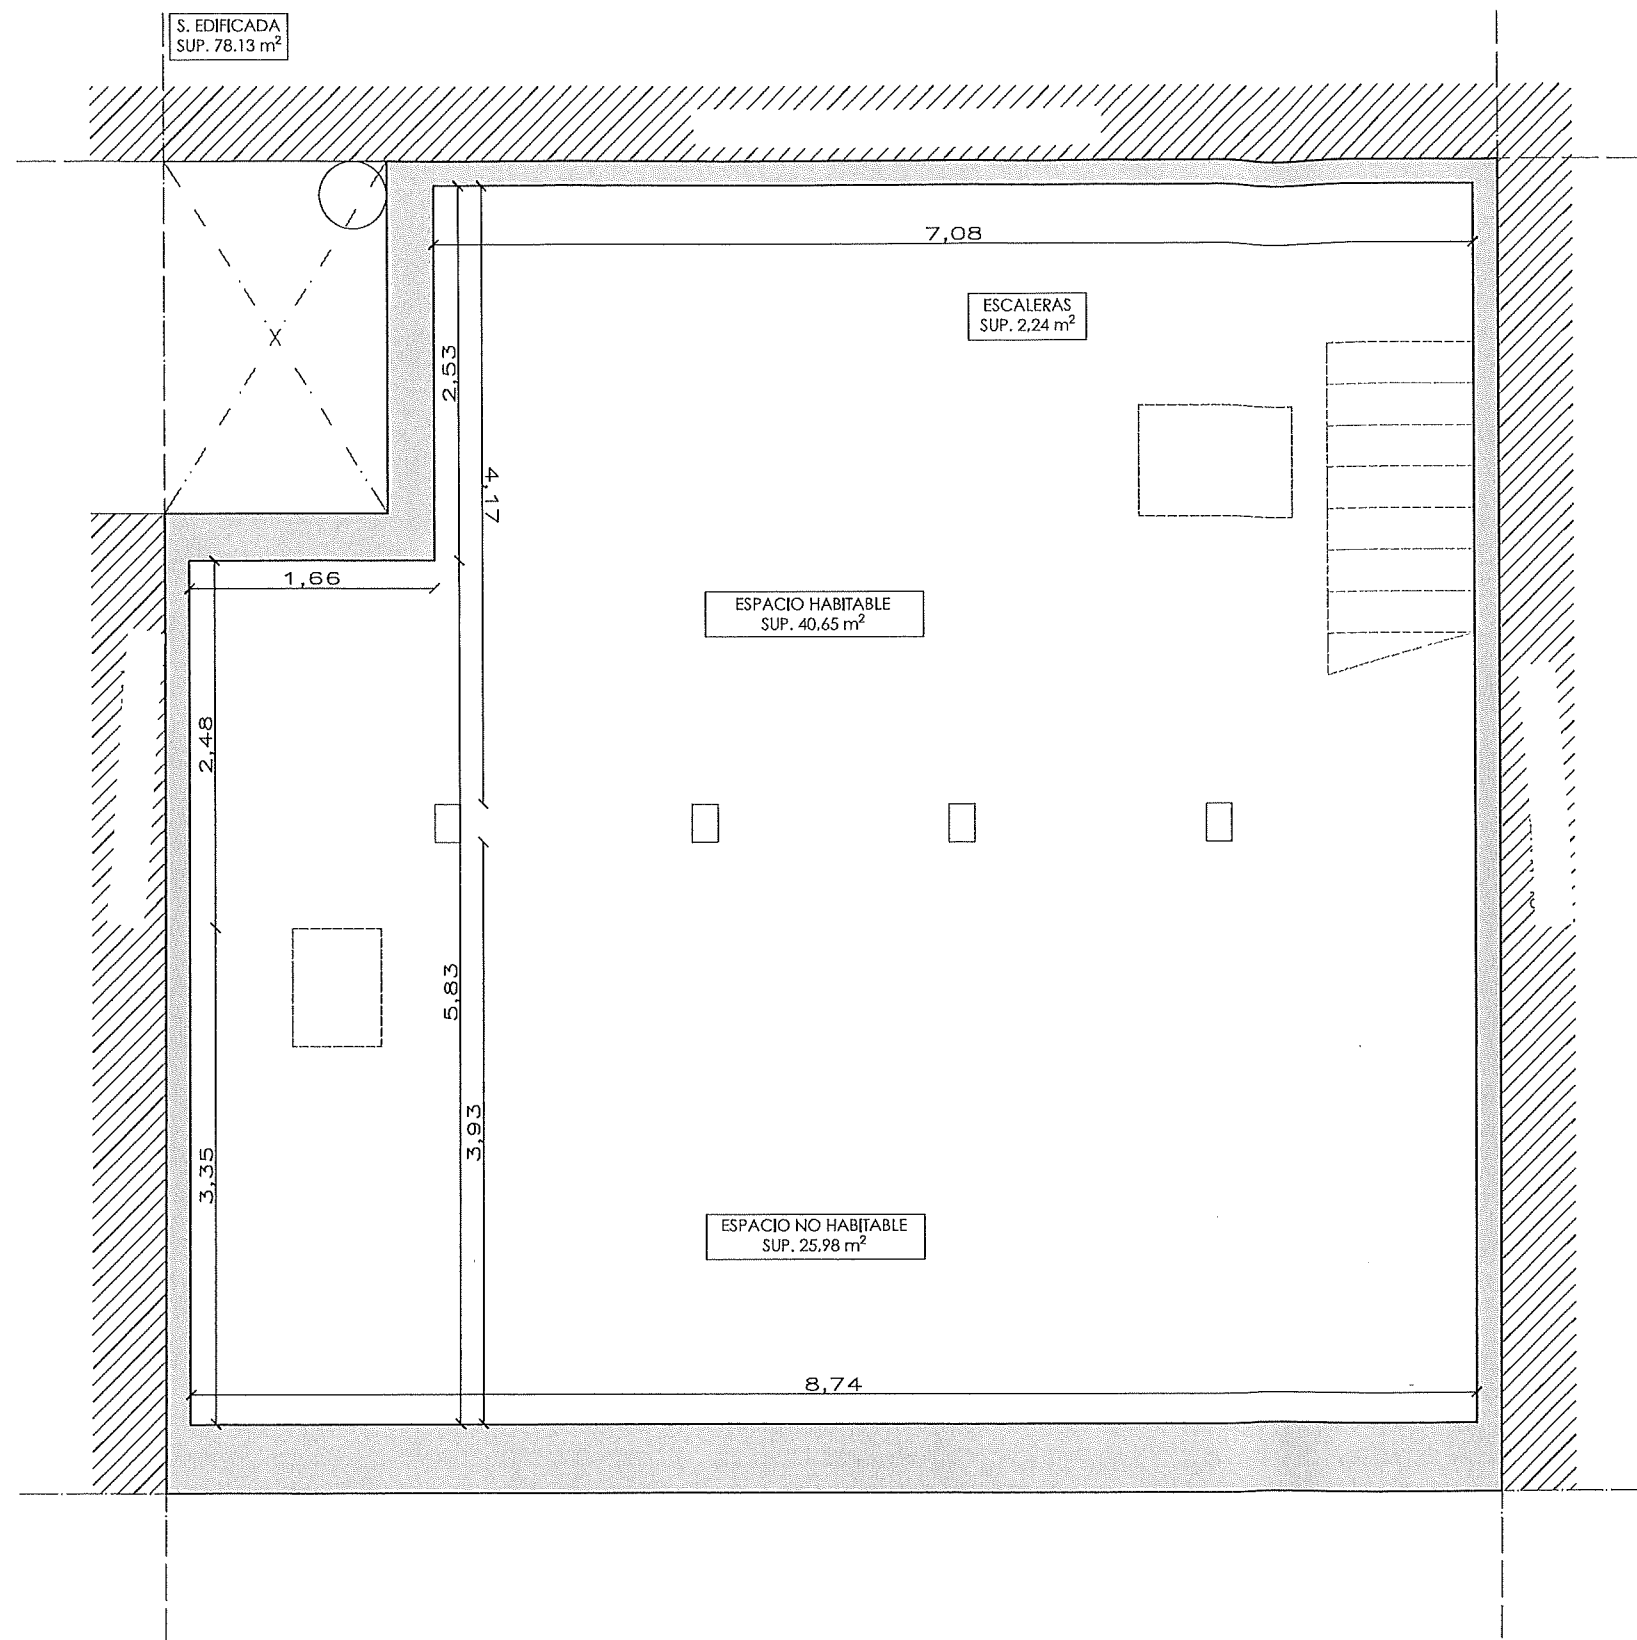 S. EDIFICADA
SUP. 78.13 m²
7,08
ESCALERAS
SUP. 2,24 m²
X
2,53
4,17
1,66
ESPACIO HABITABLE
SUP. 40,65 m²
2,48
5,83
3,93
3,35
ESPACIO NO HABITABLE
SUP. 25,98 m²
8,74